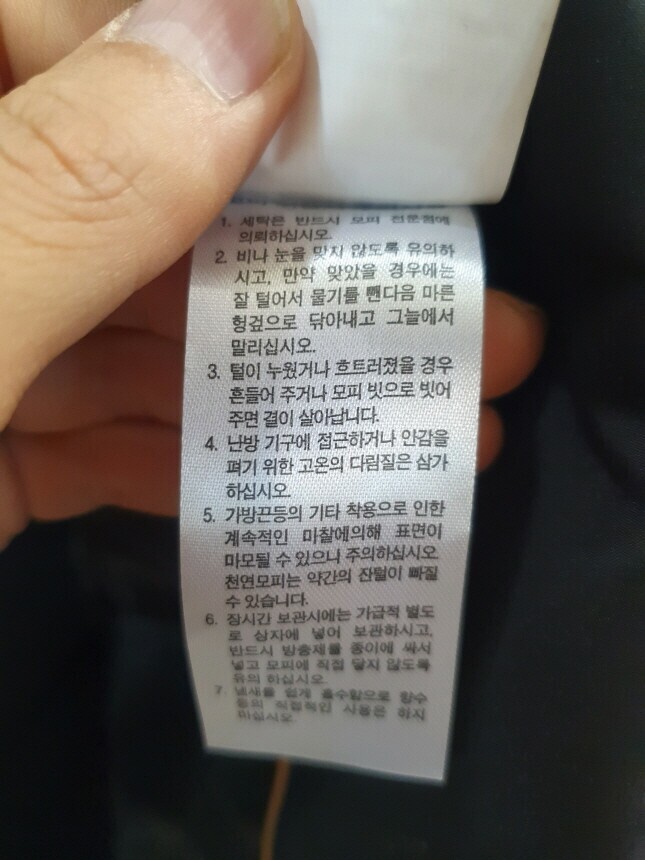 1. 세탁은 반드시 모피 전문점에
의뢰하십시오.
2. 비나 눈을 맞지 않도록 유의하
시고, 만약 맞았을 경우에는
잘 털어서 물기를 뺀다음 마른
헝겊으로 닦아내고 그늘에서
말리십시오.
3. 털이 누웠거나 흐트러졌을 경우
흔들어 주거나 모피 빗으로 빗어
주면 결이 살아납니다.
4. 난방 기구에 접근하거나 안감을
펴기 위한 고온의 다림질은 삼가
하십시오.
5. 가방끈등의 기타 착용으로 인한
계속적인 마찰에의해 표면이
마모될 수 있으니 주의하십시오.
천연모피는 약간의 잔털이 빠질
수 있습니다.
6. 장시간 보관시에는 가급적 별도
로 상자에 넣어 보관하시고,
반드시 방충제를 종이에 싸서
넣고 모피에 직접 닿지 않도록
유의 하십시오.
7. 냄새를 쉽게 흡수함으로 향수
등의 직접적인 사용은 하지
마십시오.